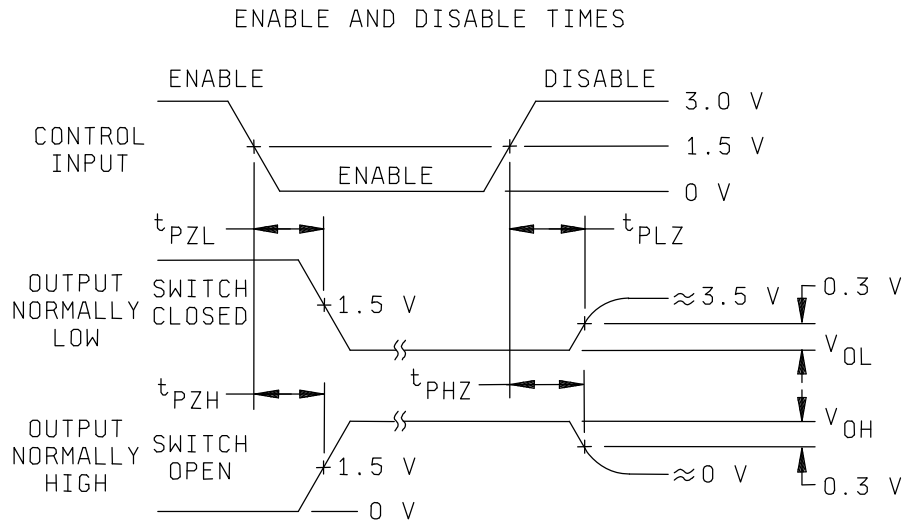 ENABLE AND DISABLE TIMES
ENABLE
DISABLE
3.0 V
CONTROL
INPUT
1.5 V
ENABLE
0 V
tPZL
tPLZ
OUTPUT
NORMALLY
LOW
SWITCH
CLOSED
1.5 V
≈3.5 V
0.3 V
VOL
tPZH
tPHZ
VOH
OUTPUT
NORMALLY
HIGH
SWITCH
OPEN
1.5 V
≈0 V
0.3 V
0 V